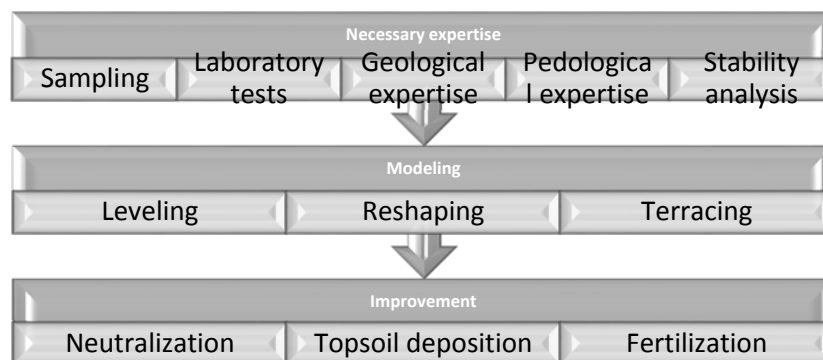 Necessary expertise
Sampling
Laboratory
tests
Geological
expertise
Pedologica
l expertise
Stability
analysis
Modeling
Leveling
Reshaping
Terracing
Improvement
Neutralization
Topsoil deposition
Fertilization